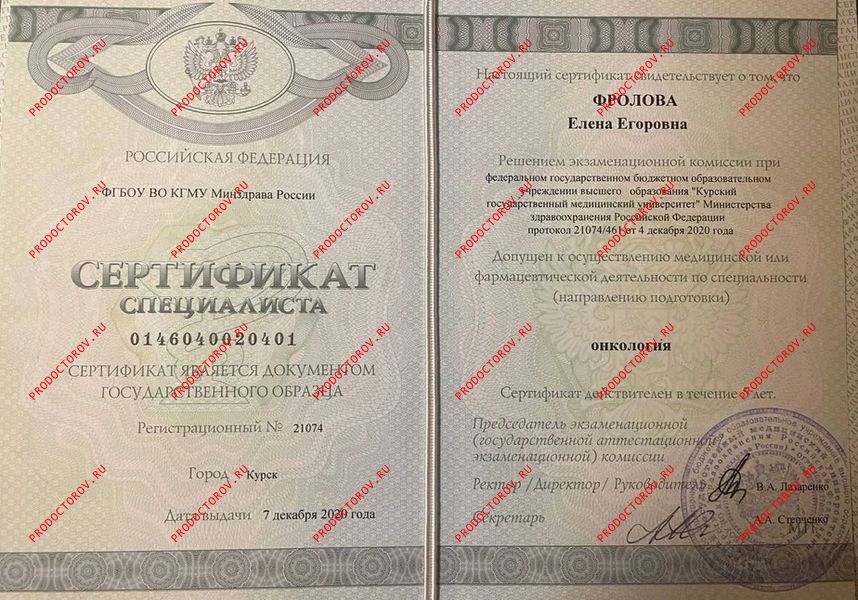 РОССИЙСКАЯ ФЕДЕРАЦИЯ
ФГБОУ ВО КГМУ Минздрава России
СЕРТИФИКАТ
СПЕЦИАЛИСТА
0146040020401
СЕРТИФИКАТ ЯВЛЯЕТСЯ ДОКУМЕНТОМ
ГОСУДАРСТВЕННОГО ОБРАЗЦА
Регистрационный № 21074
Город Курск
Дата выдачи 7 декабря 2020 года
Настоящий сертификат свидетельствует о том, что
ФРОЛОВА
Елена Егоровна
Решением экзаменационной комиссии при
федеральном государственном бюджетном образовательном
учреждении высшего образования "Курский
государственный медицинский университет" Министерства
здравоохранения Российской Федерации
протокол 21074/461 от 4 декабря 2020 года
Допущен к осуществлению медицинской или
фармацевтической деятельности по специальности
(направлению подготовки)
онкология
Сертификат действителен в течение лет.
Председатель экзаменационной
(государственной аттестационной,
экзаменационной) комиссии
Ректор /Директор/ Руководитель В.А. Лазаренко
Секретарь А.А. Степченко
М.П.
PRODOCTOROV.RU